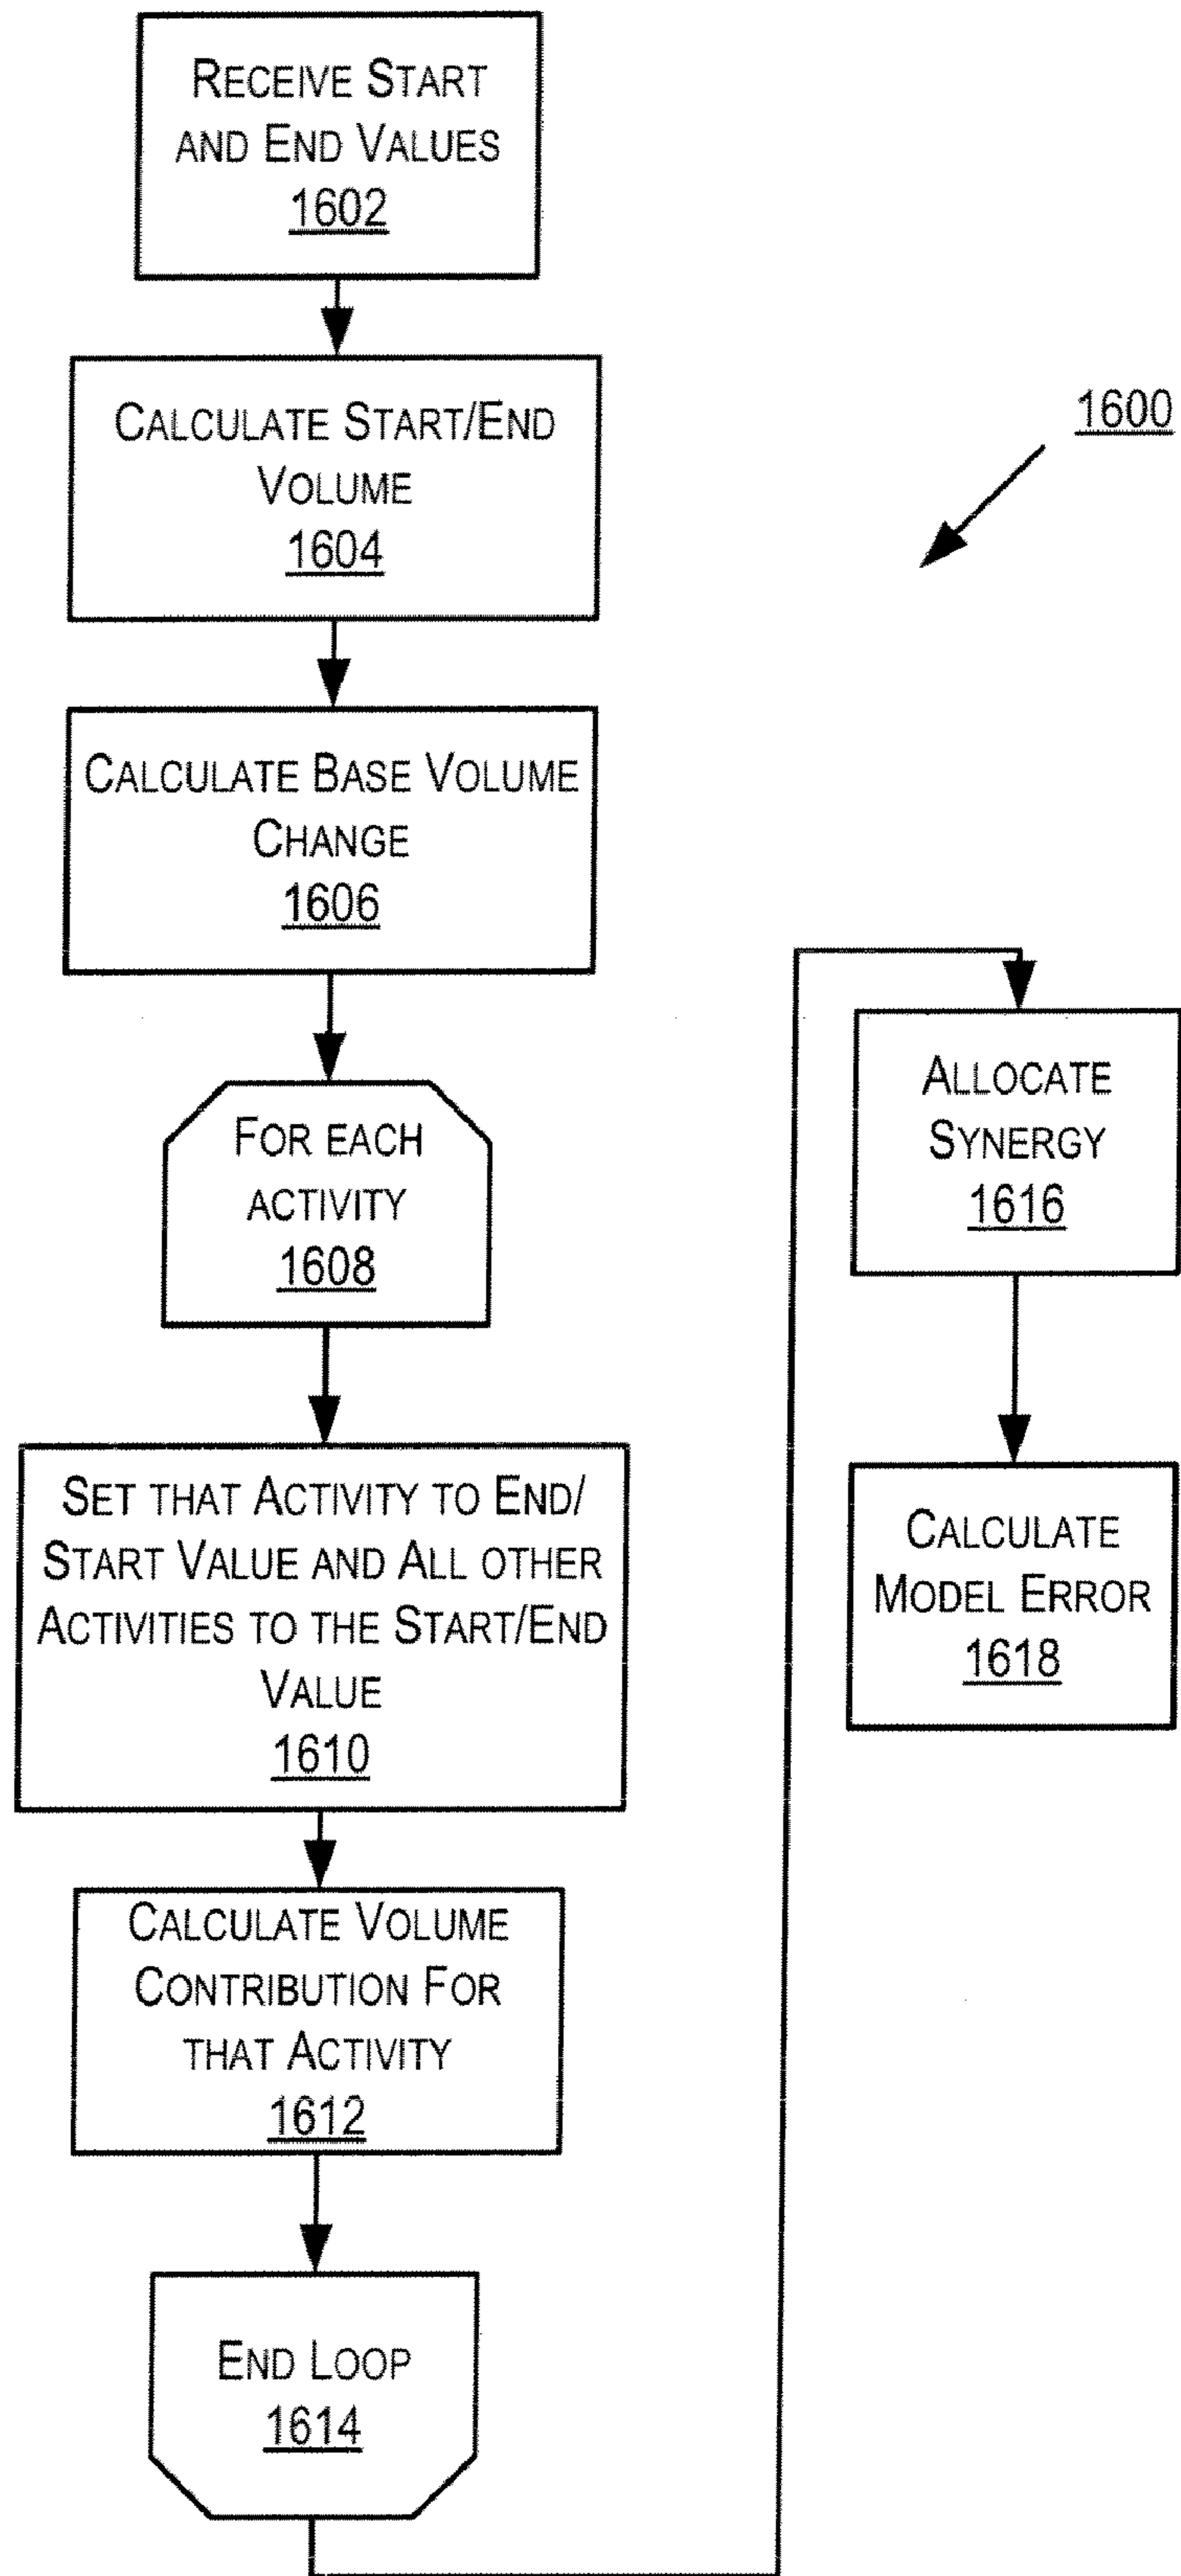 RECEIVE START
AND END VALUES
1602
CALCULATE START/END
VOLUME
1604
1600
CALCULATE BASE VOLUME
CHANGE
1606
FOR EACH
ACTIVITY
1608
SET THAT ACTIVITY TO END/
START VALUE AND ALL OTHER
ACTIVITIES TO THE START/END
VALUE
1610
CALCULATE VOLUME
CONTRIBUTION FOR
THAT ACTIVITY
1612
END LOOP
1614
ALLOCATE
SYNERGY
1616
CALCULATE
MODEL ERROR
1618